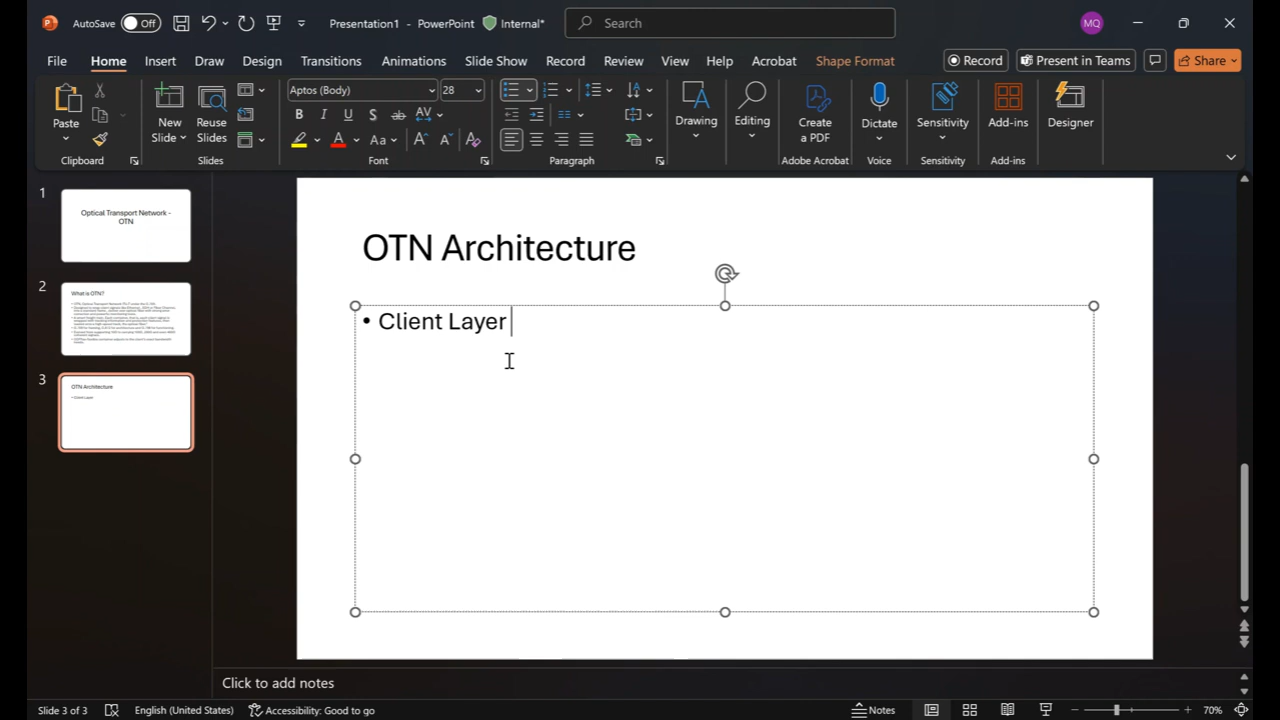 AutoSave Off Presentation1 - PowerPoint Internal* Search MQ
File Home Insert Draw Design Transitions Animations Slide Show Record Review View Help Acrobat Shape Format Record Present in Teams Share
Paste
New Slide
Reuse Slides
Aptos (Body) 28
Drawing
Editing
Create a PDF
Dictate
Sensitivity
Add-ins
Designer
Clipboard Slides Font Paragraph Adobe Acrobat Voice Sensitivity Add-ins
1
Optical Transport Network -
OTN
2
What is OTN?
3
OTN Architecture
• Client Layer
OTN Architecture
• Client Layer
Click to add notes
Slide 3 of 3 English (United States) Accessibility: Good to go Notes 70%